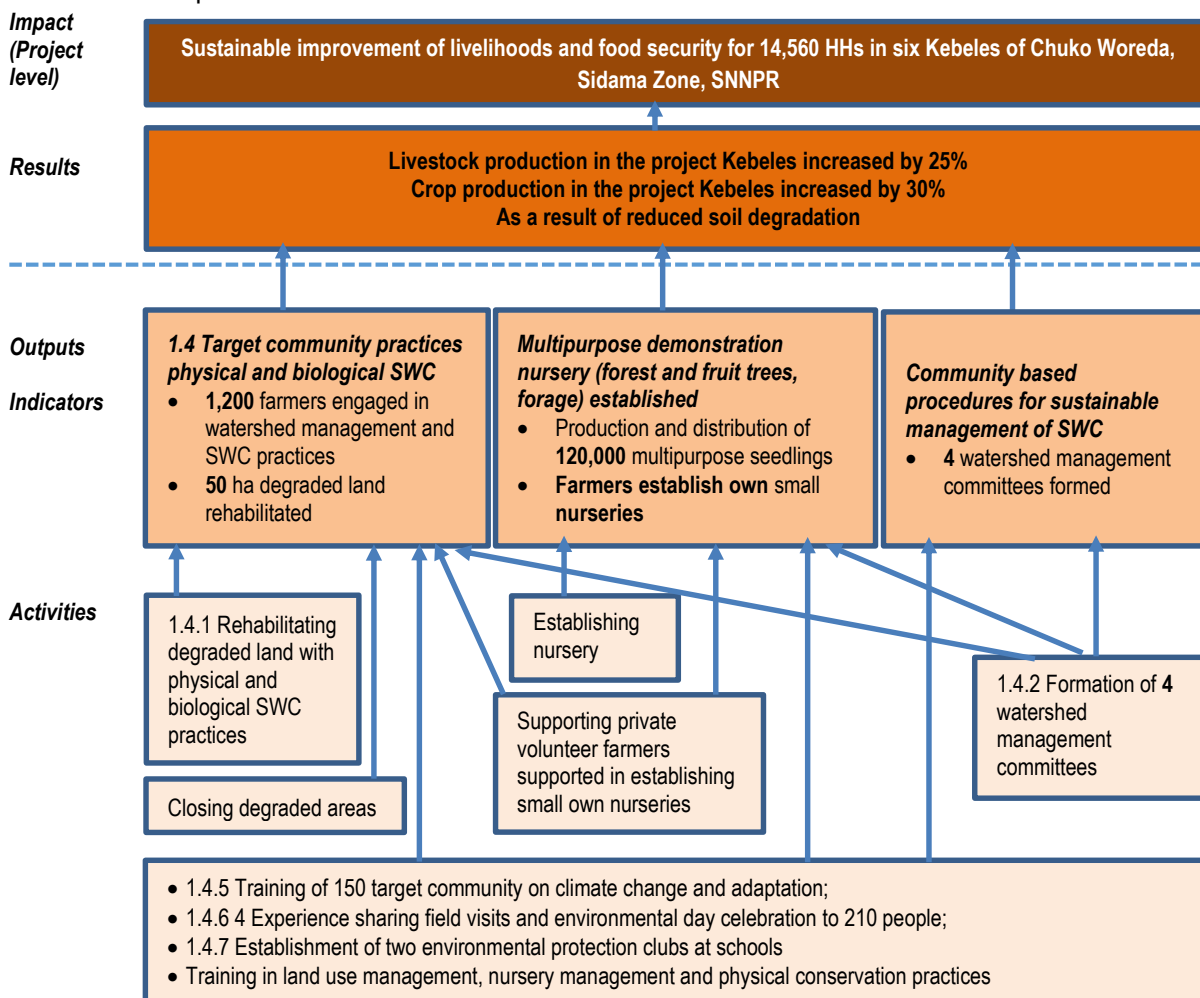 Impact
(Project
level)
Sustainable improvement of livelihoods and food security for 14,560 HHs in six Kebeles of Chuko Woreda,
Sidama Zone, SNNPR
Results
Livestock production in the project Kebeles increased by 25%
Crop production in the project Kebeles increased by 30%
As a result of reduced soil degradation
Outputs
Indicators
1.4 Target community practices
physical and biological SWC
• 1,200 farmers engaged in
watershed management and
SWC practices
• 50 ha degraded land
rehabilitated
Multipurpose demonstration
nursery (forest and fruit trees,
forage) established
• Production and distribution of
120,000 multipurpose seedlings
• Farmers establish own small
nurseries
Community based
procedures for sustainable
management of SWC
• 4 watershed management
committees formed
Activities
1.4.1 Rehabilitating
degraded land with
physical and
biological SWC
practices
Closing degraded areas
Establishing
nursery
Supporting private
volunteer farmers
supported in establishing
small own nurseries
1.4.2 Formation of 4
watershed
management
committees
• 1.4.5 Training of 150 target community on climate change and adaptation;
• 1.4.6 4 Experience sharing field visits and environmental day celebration to 210 people;
• 1.4.7 Establishment of two environmental protection clubs at schools
• Training in land use management, nursery management and physical conservation practices